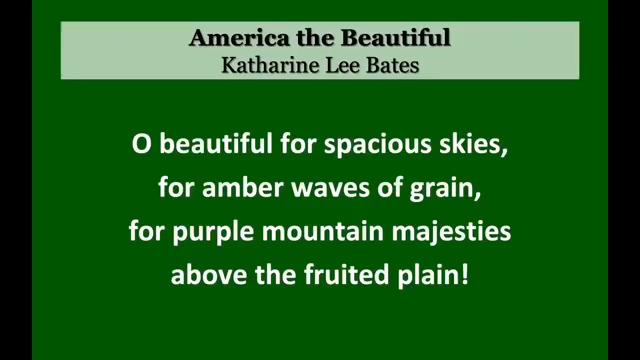 America the Beautiful
Katharine Lee Bates
O beautiful for spacious skies,
for amber waves of grain,
for purple mountain majesties
above the fruited plain!